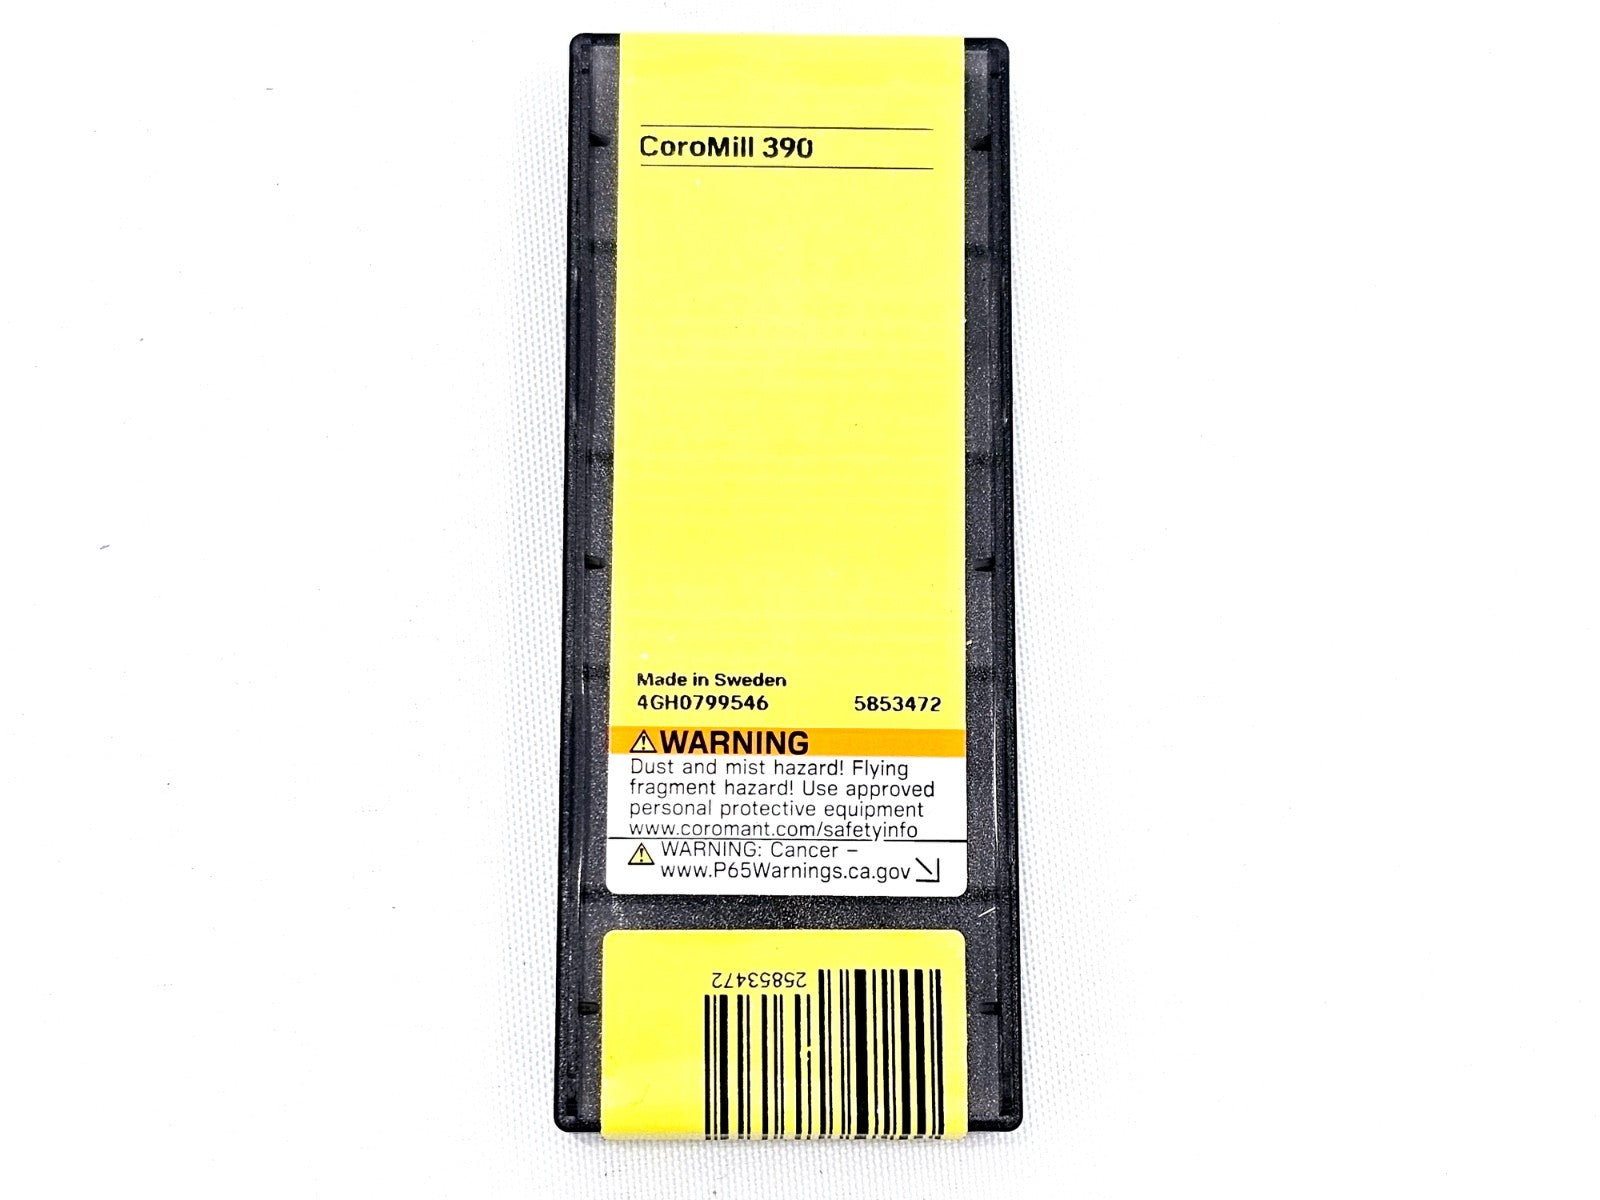 CoroMill 390
Made in Sweden
4GH0799546 5853472
WARNING
Dust and mist hazard! Flying
fragment hazard! Use approved
personal protective equipment
www.coromant.com/safetyinfo
WARNING: Cancer –
www.P65Warnings.ca.gov
25853472